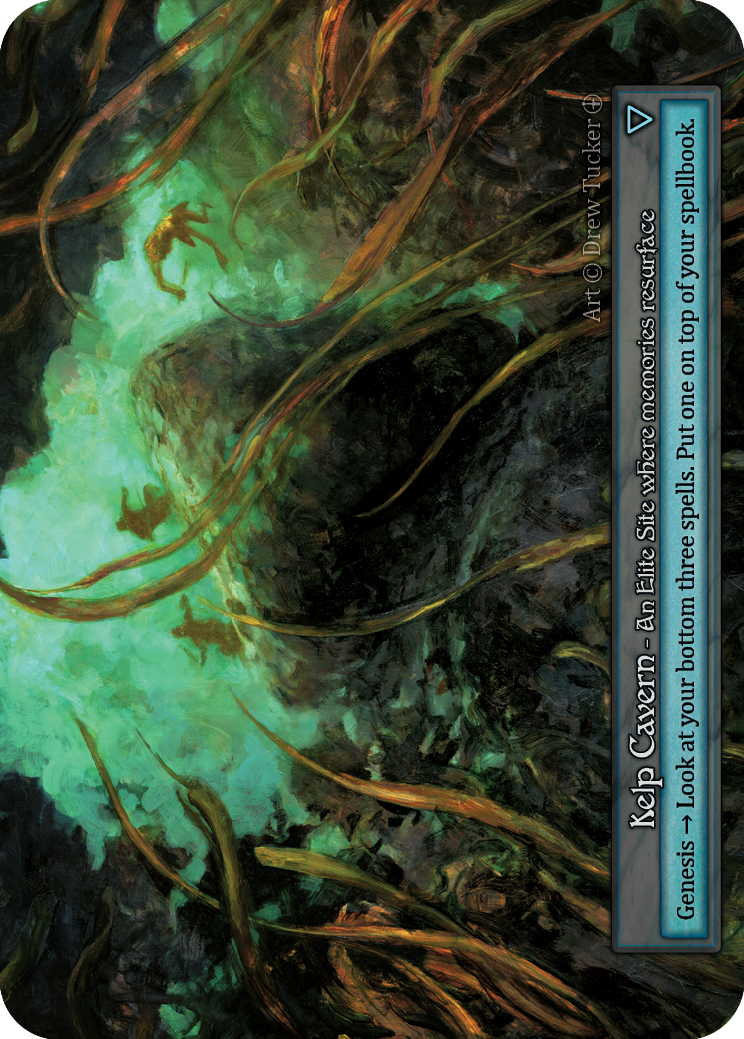 Art © Drew Tucker
Kelp Cavern - An Elite Site where memories resurface
Genesis → Look at your bottom three spells. Put one on top of your spellbook.